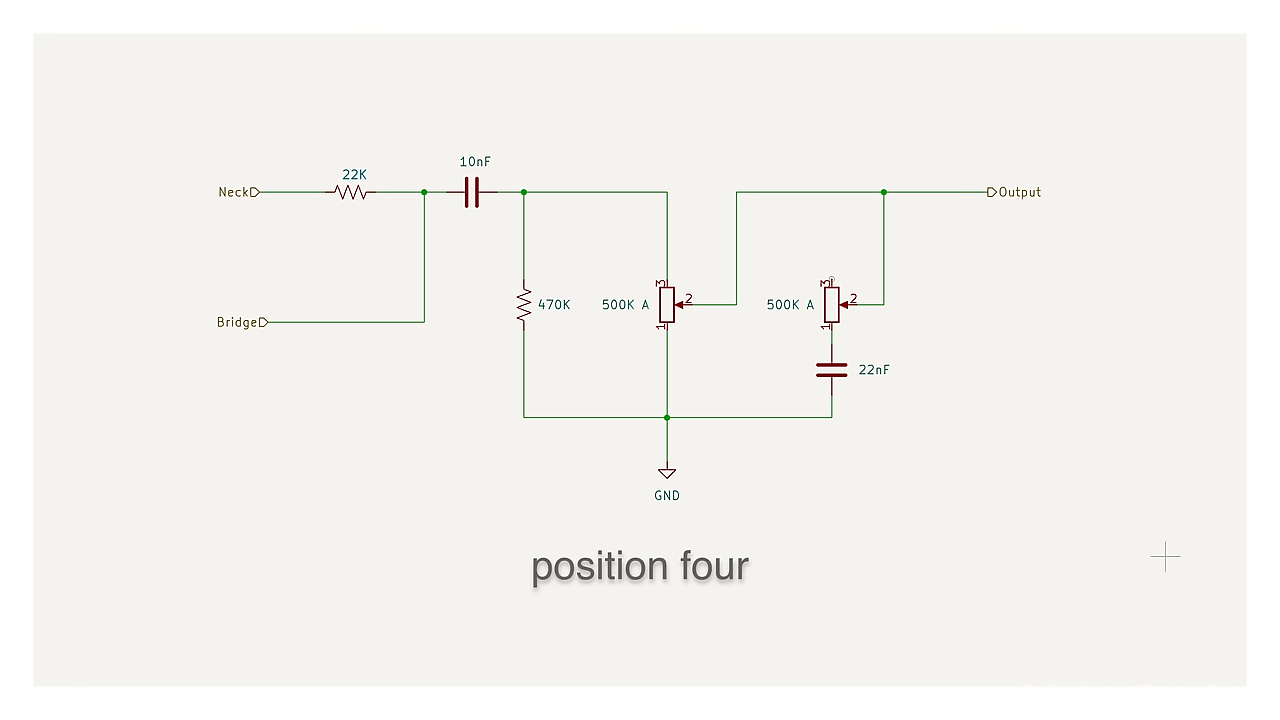 10nF
22K
Neck
Output
3
3
2
2
470K
500K A
500K A
1
1
Bridge
22nF
GND
position four